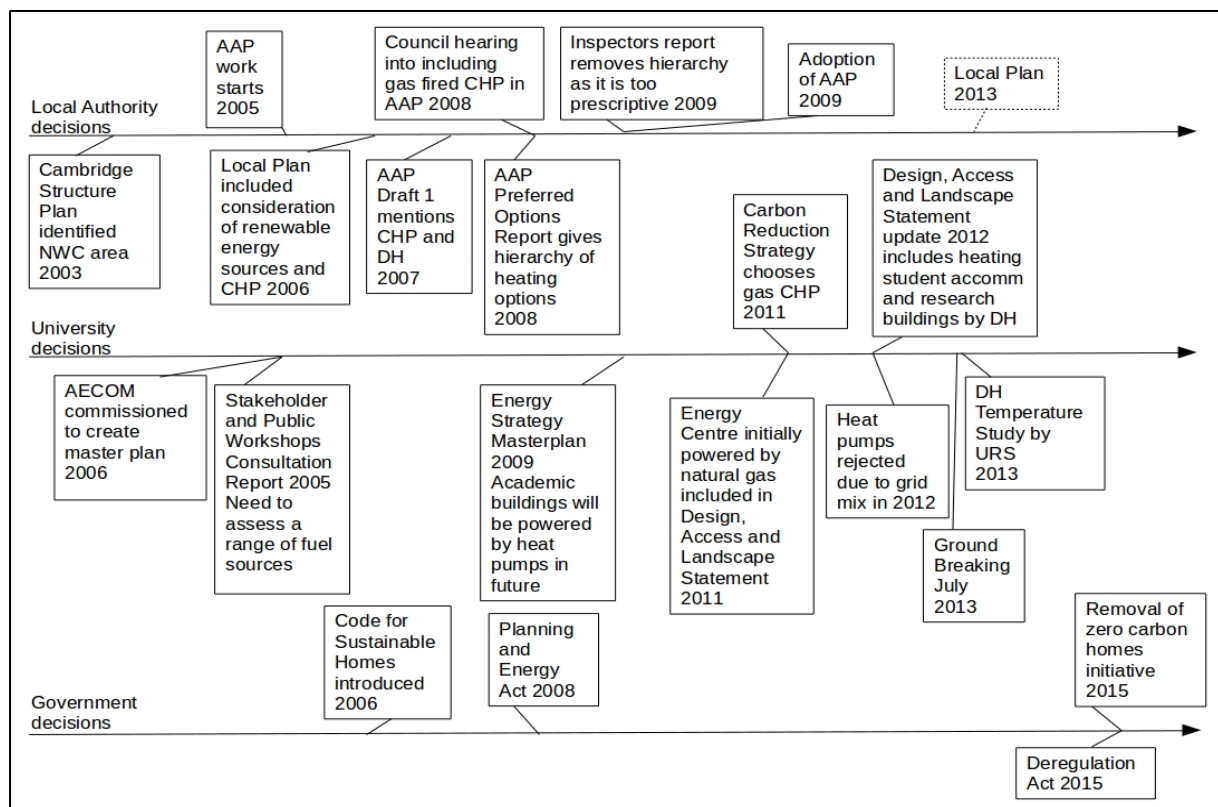 AAP
work
starts
2005
Council hearing
into including
gas fired CHP in
AAP 2008
Inspectors report
removes hierarchy
as it is too
prescriptive 2009
Adoption
of AAP
2009
Local Plan
2013
Local Authority
decisions
Cambridge
Structure
Plan
identified
NWC area
2003
Local Plan
included
consideration
of renewable
energy
sources and
CHP 2006
AAP
Draft 1
mentions
CHP and
DH
2007
AAP
Preferred
Options
Report gives
hierarchy of
heating
options
2008
Carbon
Reduction
Strategy
chooses
gas CHP
2011
Design, Access
and Landscape
Statement
update 2012
includes heating
student accomm
and research
buildings by DH
University
decisions
AECOM
commissioned
to create
master plan
2006
Stakeholder
and Public
Workshops
Consultation
Report 2005
Need to
assess a
range of fuel
sources
Energy
Strategy
Masterplan
2009
Academic
buildings will
be powered
by heat
pumps in
future
Energy
Centre initially
powered by
natural gas
included in
Design,
Access and
Landscape
Statement
2011
Heat
pumps
rejected
due to grid
mix in 2012
DH
Temperature
Study by
URS
2013
Ground
Breaking
July
2013
Code for
Sustainable
Homes
introduced
2006
Planning
and
Energy
Act 2008
Removal of
zero carbon
homes
initiative
2015
Government
decisions
Deregulation
Act 2015